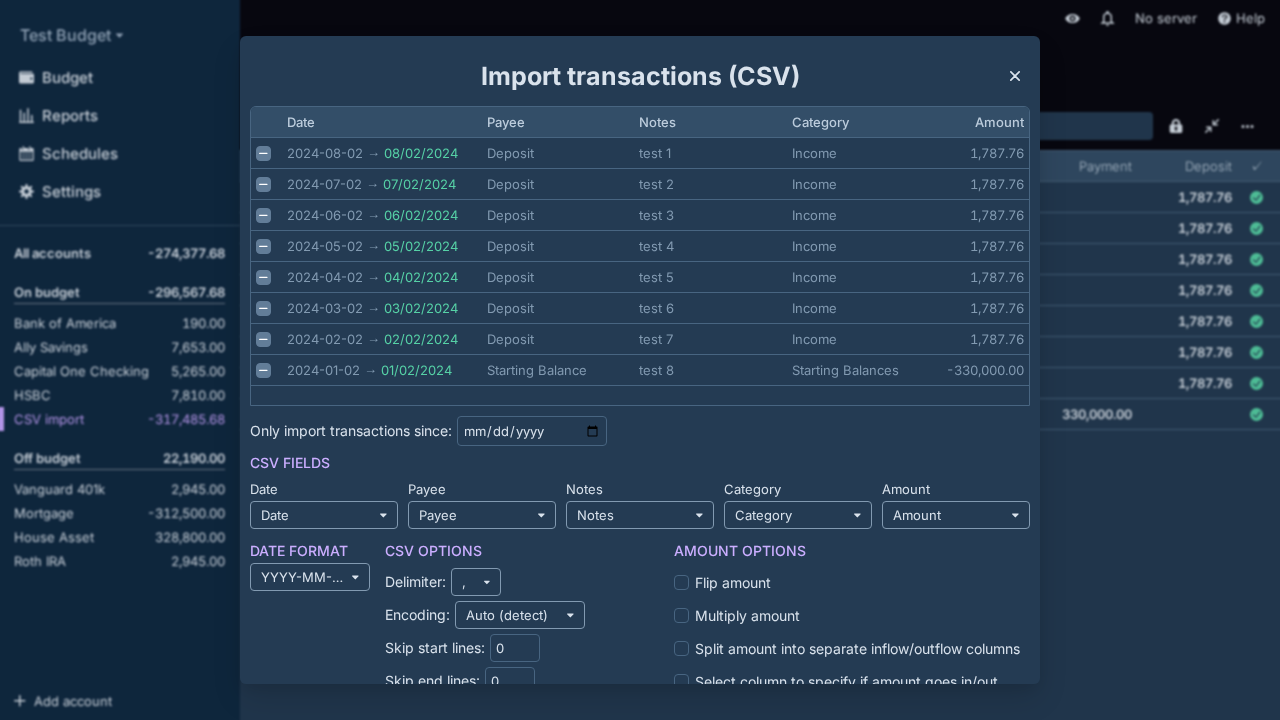 Test Budget
Budget
Reports
Schedules
Settings
All accounts -274,377.68
On budget -296,567.68
Bank of America 190.00
Ally Savings 7,653.00
Capital One Checking 5,265.00
HSBC 7,810.00
CSV import -317,485.68
Off budget 22,190.00
Vanguard 401k 2,945.00
Mortgage -312,500.00
House Asset 328,800.00
Roth IRA 2,945.00
Add account
No server Help
Payment Deposit
1,787.76
1,787.76
1,787.76
1,787.76
1,787.76
1,787.76
1,787.76
330,000.00
Import transactions (CSV)
Date Payee Notes Category Amount
2024-08-02 → 08/02/2024 Deposit test 1 Income 1,787.76
2024-07-02 → 07/02/2024 Deposit test 2 Income 1,787.76
2024-06-02 → 06/02/2024 Deposit test 3 Income 1,787.76
2024-05-02 → 05/02/2024 Deposit test 4 Income 1,787.76
2024-04-02 → 04/02/2024 Deposit test 5 Income 1,787.76
2024-03-02 → 03/02/2024 Deposit test 6 Income 1,787.76
2024-02-02 → 02/02/2024 Deposit test 7 Income 1,787.76
2024-01-02 → 01/02/2024 Starting Balance test 8 Starting Balances -330,000.00
Only import transactions since: mm/dd/yyyy
CSV FIELDS
Date Payee Notes Category Amount
Date Payee Notes Category Amount
DATE FORMAT CSV OPTIONS AMOUNT OPTIONS
YYYY-MM-...
Delimiter: , Flip amount
Encoding: Auto (detect) Multiply amount
Skip start lines: 0 Split amount into separate inflow/outflow columns
Skip end lines: 0 Select column to specify if amount goes in/out